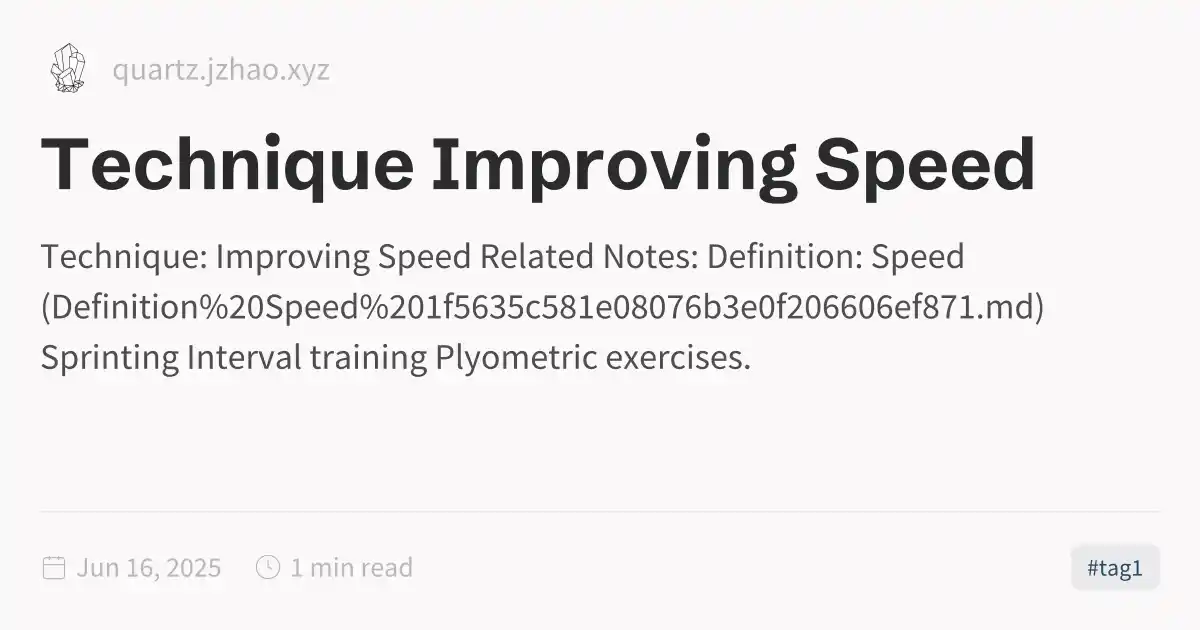 quartz.jzhao.xyz
Technique Improving Speed
Technique: Improving Speed Related Notes: Definition: Speed
(Definition%20Speed%201f5635c581e08076b3e0f206606ef871.md)
Sprinting Interval training Plyometric exercises.
Jun 16, 2025 1 min read #tag1